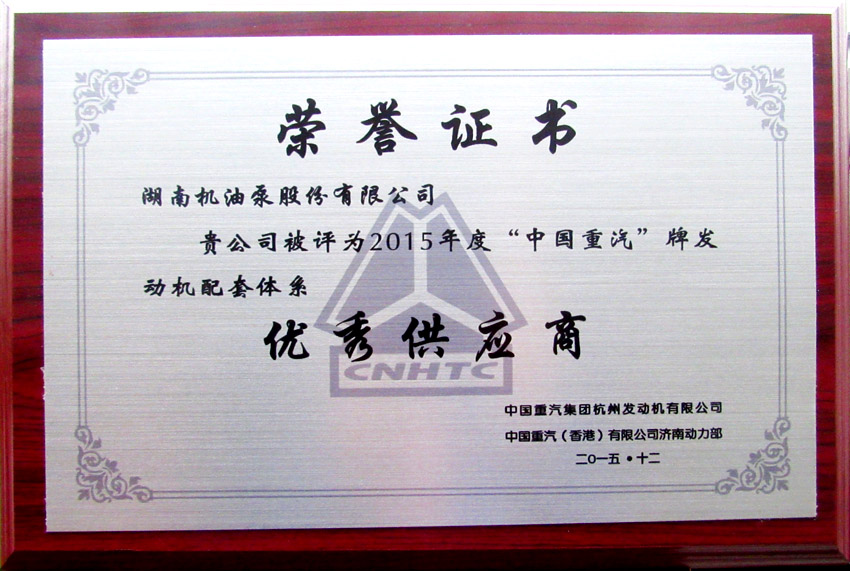 荣誉证书
湖南机油泵股份有限公司
贵公司被评为2015年度“中国重汽”牌发
动机配套体系
优秀供应商
CNHTC
中国重汽集团杭州发动机有限公司
中国重汽（香港）有限公司济南动力部
二0一五·十二